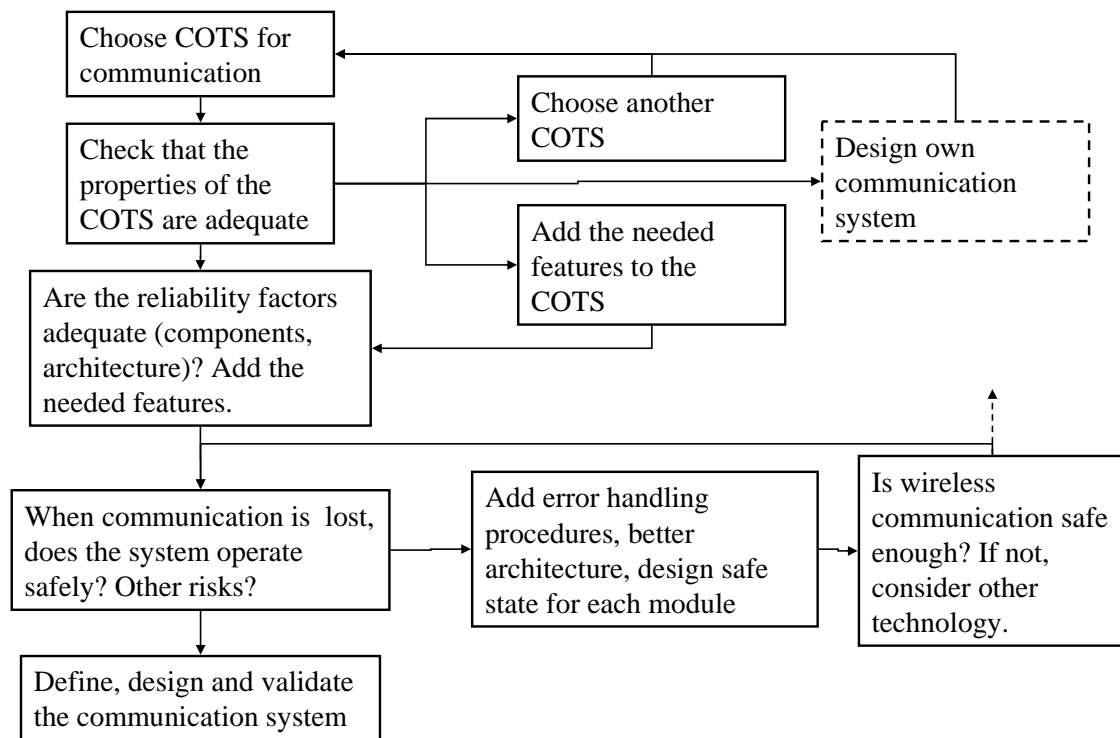 Choose COTS for
communication
Choose another
COTS
Check that the
properties of the
COTS are adequate
Design own
communication
system
Add the needed
features to the
COTS
Are the reliability factors
adequate (components,
architecture)? Add the
needed features.
When communication is  lost,
does the system operate
safely? Other risks?
Add error handling
procedures, better
architecture, design safe
state for each module
Is wireless
communication safe
enough? If not,
consider other
technology.
Define, design and validate
the communication system